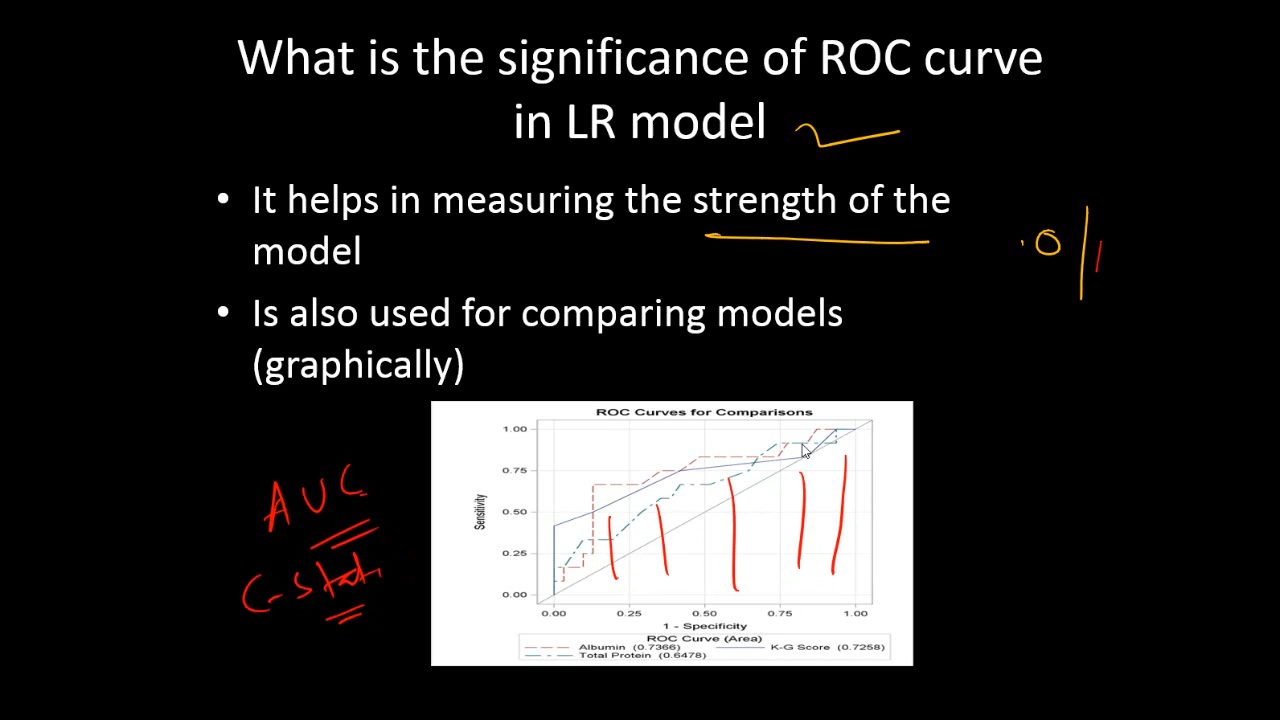 What is the significance of ROC curve
in LR model
• It helps in measuring the strength of the
model
0 | 1
• Is also used for comparing models
(graphically)
AUC
C-Stat
ROC Curves for Comparisons
1.00
0.75
0.50
0.25
0.00
Sensitivity
0.00 0.25 0.50 0.75 1.00
1 - Specificity
ROC Curve (Area)
Albumin (0.7366) K-G Score (0.7258)
Total Protein (0.6478)